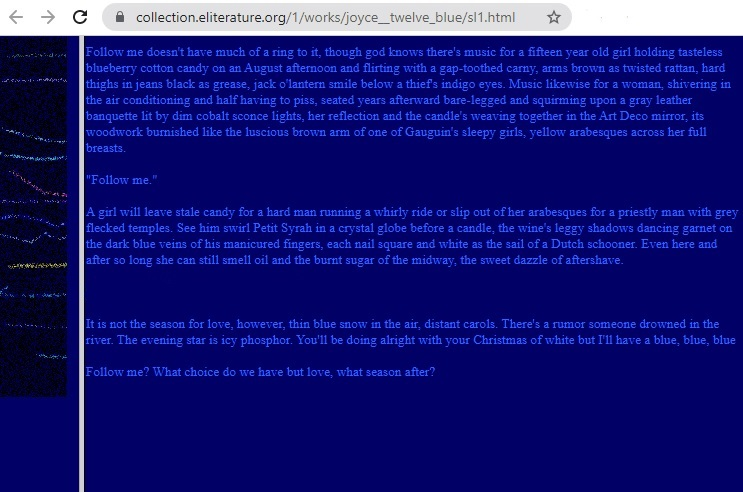 collection.eliterature.org/1/works/joyce__twelve_blue/sl1.html
Follow me doesn't have much of a ring to it, though god knows there's music for a fifteen year old girl holding tasteless
blueberry cotton candy on an August afternoon and flirting with a gap-toothed carny, arms brown as twisted rattan, hard
thighs in jeans black as grease, jack o'lantern smile below a thief's indigo eyes. Music likewise for a woman, shivering in
the air conditioning and half having to piss, seated years afterward bare-legged and squirming upon a gray leather
banquette lit by dim cobalt sconce lights, her reflection and the candle's weaving together in the Art Deco mirror, its
woodwork burnished like the luscious brown arm of one of Gauguin's sleepy girls, yellow arabesques across her full
breasts.
"Follow me."
A girl will leave stale candy for a hard man running a whirly ride or slip out of her arabesques for a priestly man with grey
flecked temples. See him swirl Petit Syrah in a crystal globe before a candle, the wine's leggy shadows dancing garnet on
the dark blue veins of his manicured fingers, each nail square and white as the sail of a Dutch schooner. Even here and
after so long she can still smell oil and the burnt sugar of the midway, the sweet dazzle of aftershave.
It is not the season for love, however, thin blue snow in the air, distant carols. There's a rumor someone drowned in the
river. The evening star is icy phosphor. You'll be doing alright with your Christmas of white but I'll have a blue, blue, blue
Follow me? What choice do we have but love, what season after?